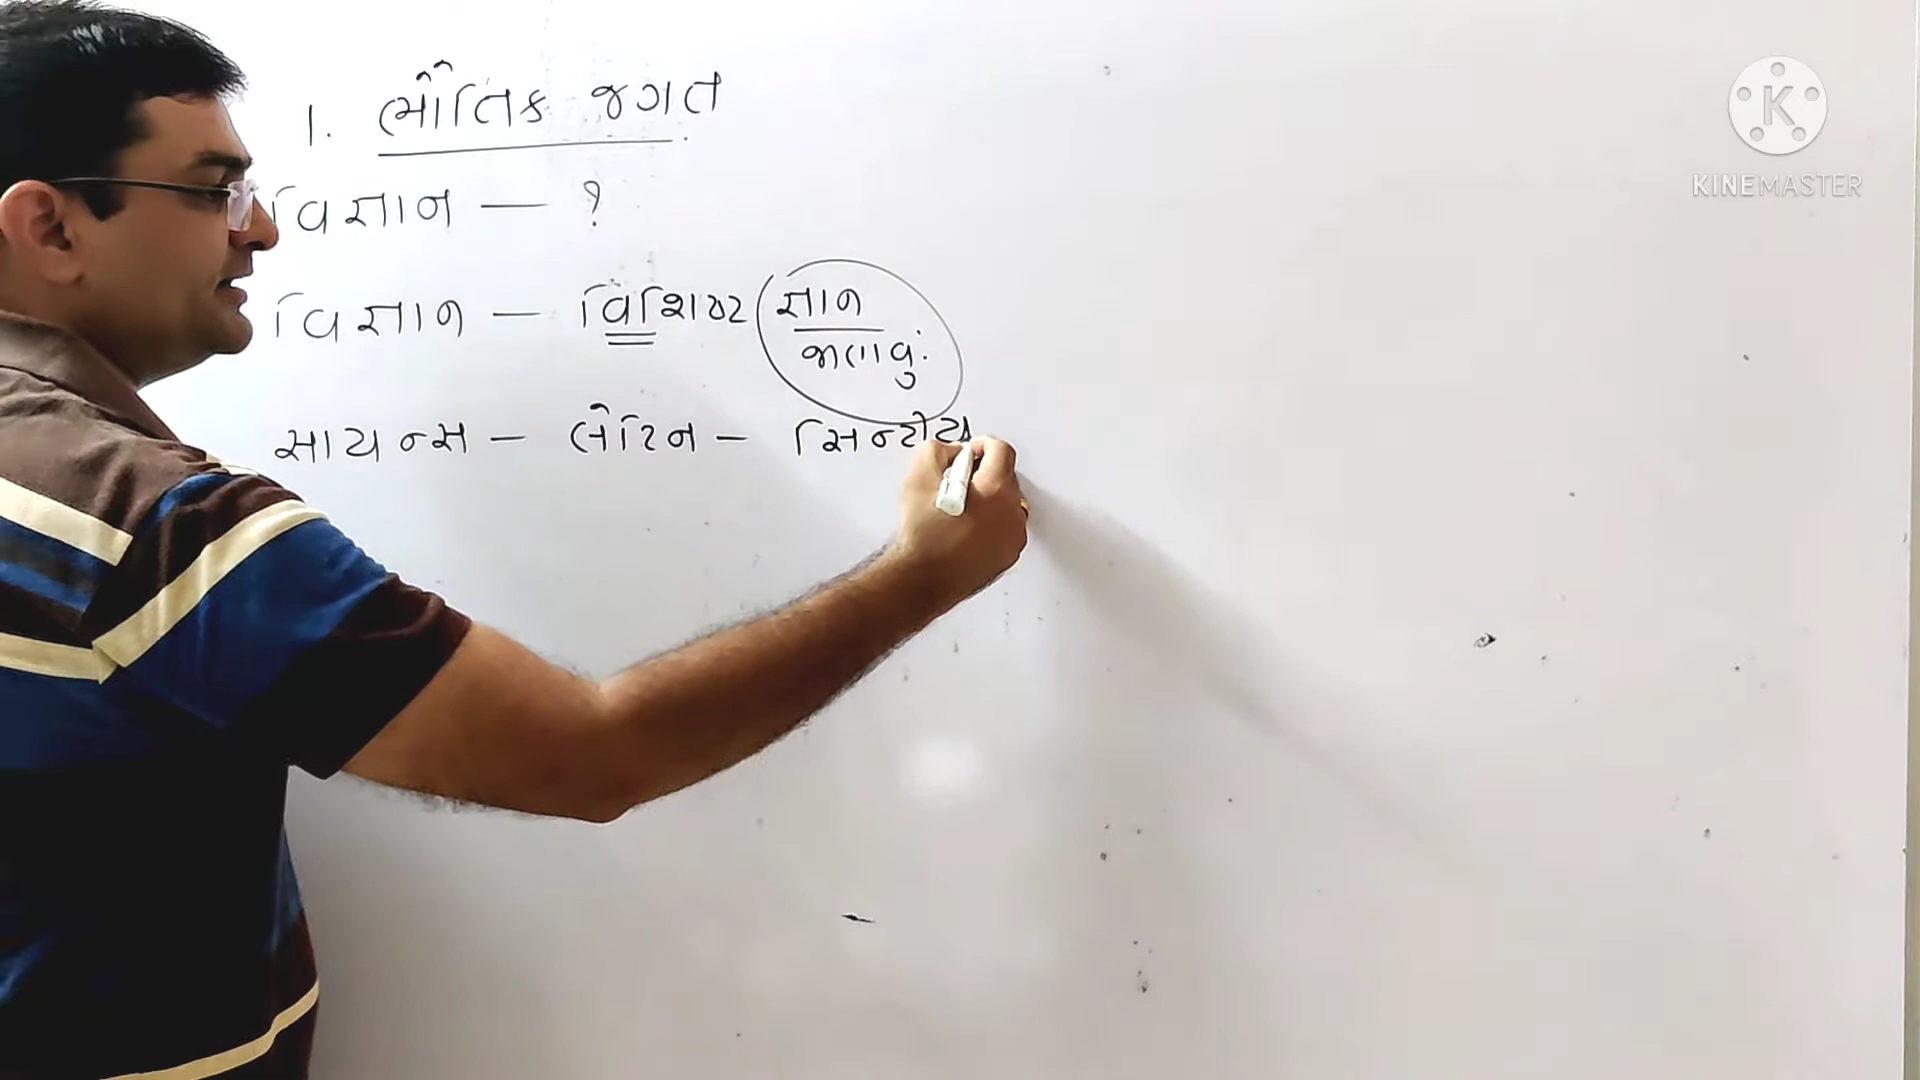 1. ભૌતિક જગત
વિજ્ઞાન — ?
વિજ્ઞાન — વિશિષ્ટ જ્ઞાન
જાણવું.
સાયન્સ — લેટિન — સિન્ટીય
K
KINEMASTER